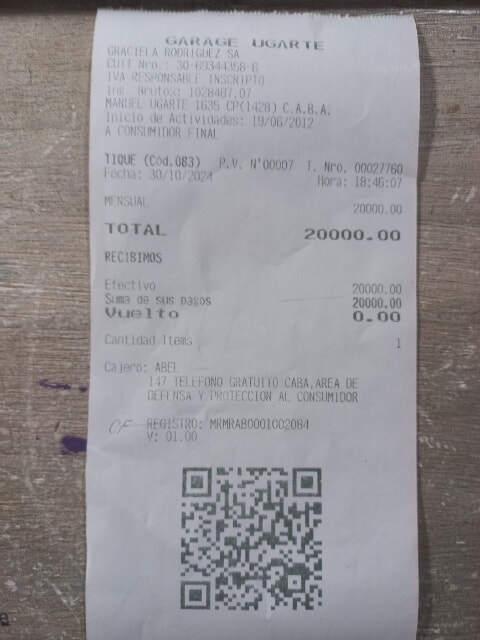 GARAGE UGARTE
GRACIELA RODRIGUEZ SA
CUIT Nro.: 30-69344358-6
IVA RESPONSABLE INSCRIPTO
Ing. Brutos: 1028487.07
MANUEL UGARTE 1635 CP(1428) C.A.B.A.
Inicio de Actividades: 19/06/2012
A CONSUMIDOR FINAL
TIQUE (Cod.083) P.V. N°00007 T. Nro. 00027760
Fecha: 30/10/2024 Hora: 18:46:07
MENSUAL 20000.00
TOTAL 20000.00
RECIBIMOS
Efectivo 20000.00
Suma de sus pagos 20000.00
Vuelto 0.00
Cantidad Items 1
Cajero: ABEL
147 TELEFONO GRATUITO CABA,AREA DE
DEFENSA Y PROTECCION AL CONSUMIDOR
CF REGISTRO: MRMRAB0001002084
V: 01.00